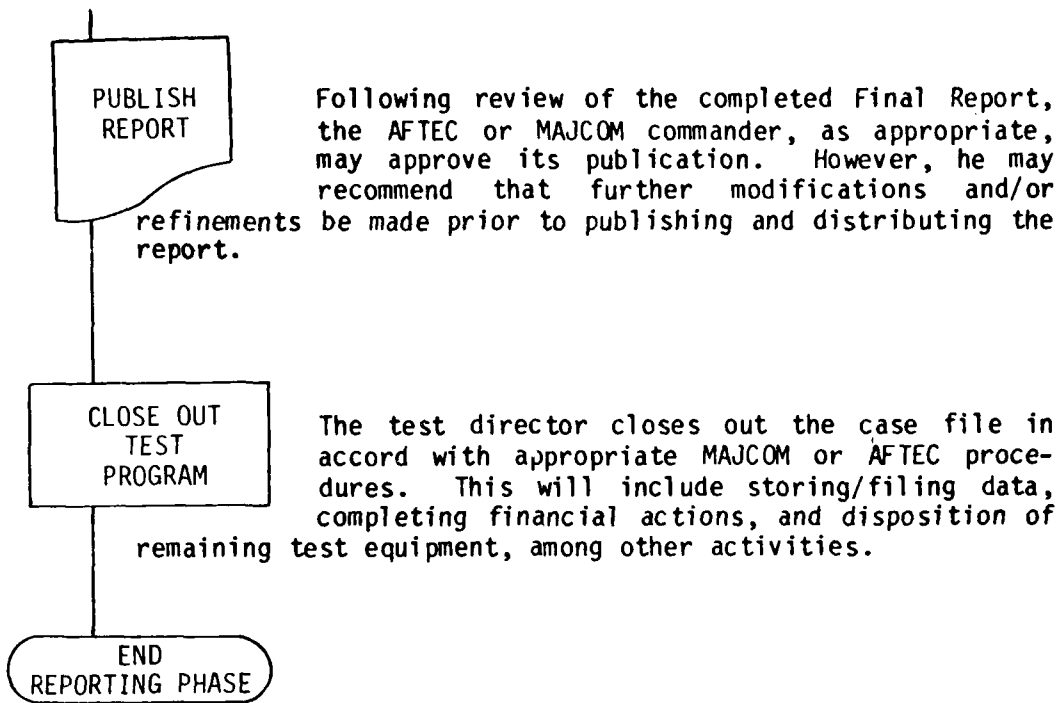 PUBLISH
REPORT
Following review of the completed Final Report,
the AFTEC or MAJCOM commander, as appropriate,
may approve its publication. However, he may
recommend that further modifications and/or
refinements be made prior to publishing and distributing the
report.
CLOSE OUT
TEST
PROGRAM
The test director closes out the case file in
accord with appropriate MAJCOM or AFTEC proce-
dures. This will include storing/filing data,
completing financial actions, and disposition of
remaining test equipment, among other activities.
END
REPORTING PHASE